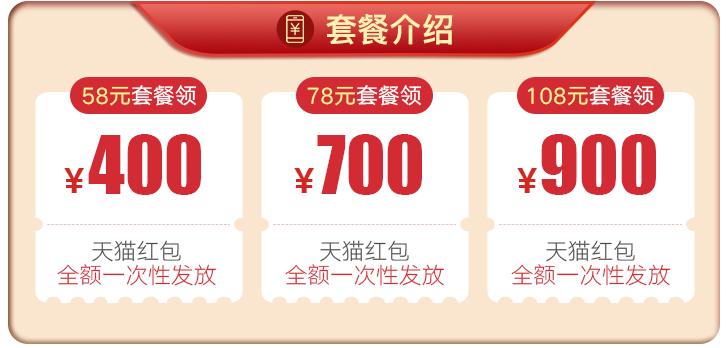 套餐介绍
58元套餐领
¥400
天猫红包
全额一次性发放
78元套餐领
¥700
天猫红包
全额一次性发放
108元套餐领
¥900
天猫红包
全额一次性发放